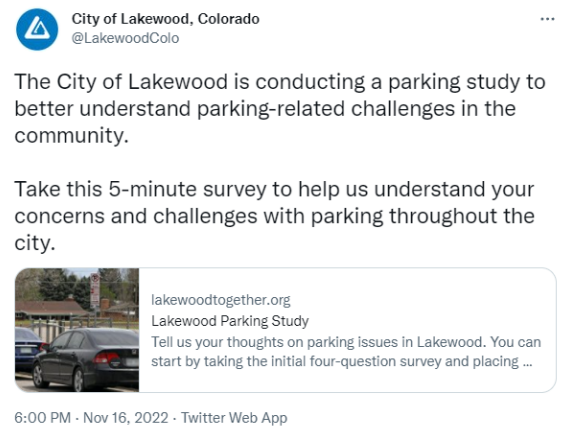 City of Lakewood, Colorado
@LakewoodColo
The City of Lakewood is conducting a parking study to
better understand parking-related challenges in the
community.
Take this 5-minute survey to help us understand your
concerns and challenges with parking throughout the
city.
lakewoodtogether.org
Lakewood Parking Study
Tell us your thoughts on parking issues in Lakewood. You can
start by taking the initial four-question survey and placing ...
6:00 PM · Nov 16, 2022 · Twitter Web App